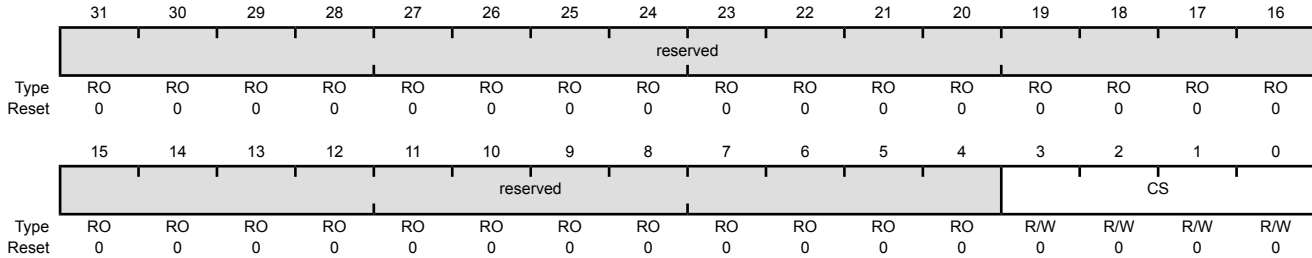 31 30 29 28 27 26 25 24 23 22 21 20 19 18 17 16
reserved
Type RO RO RO RO RO RO RO RO RO RO RO RO RO RO RO RO
Reset 0 0 0 0 0 0 0 0 0 0 0 0 0 0 0 0
15 14 13 12 11 10 9 8 7 6 5 4 3 2 1 0
reserved CS
Type RO RO RO RO RO RO RO RO RO RO RO RO R/W R/W R/W R/W
Reset 0 0 0 0 0 0 0 0 0 0 0 0 0 0 0 0